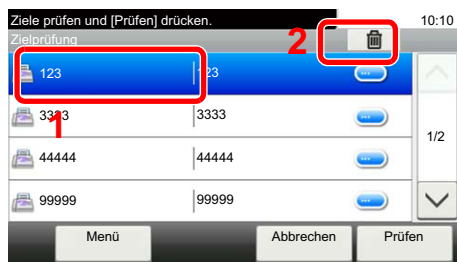 Ziele prüfen und [Prüfen] drücken. 10:10
Zielprüfung 2
123 123
1
3333 3333
1/2
44444 44444
99999 99999
Menü Abbrechen Prüfen